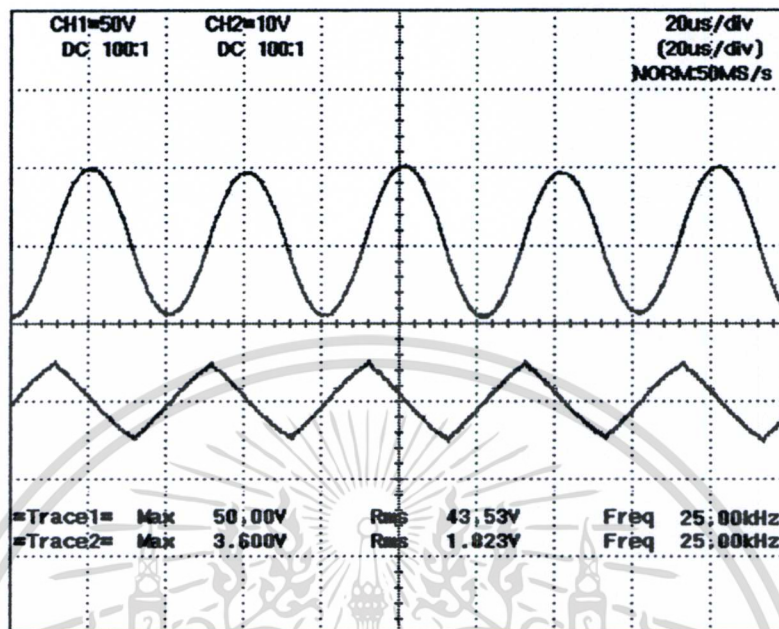 CH1=50V CH2=10V 20us/div
DC 100:1 DC 100:1 (20us/div)
NORM:50MS/s
=Trace1= Max 50,00V Rms 43,53V Freq 25,00kHz
=Trace2= Max 3.600V Rms 1.823V Freq 25,00kHz